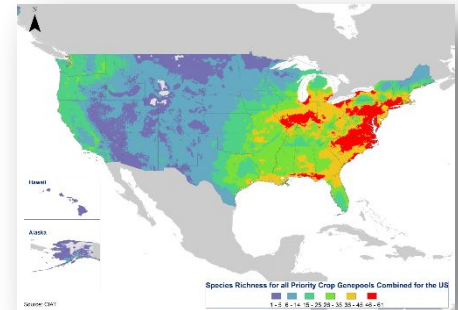 N
Hawaii
Alaska
Species Richness for all Priority Crop Genepools Combined for the US
1 - 5 6 - 14 15 - 25 26 - 35 36 - 45 46 - 61
Source: CIAT